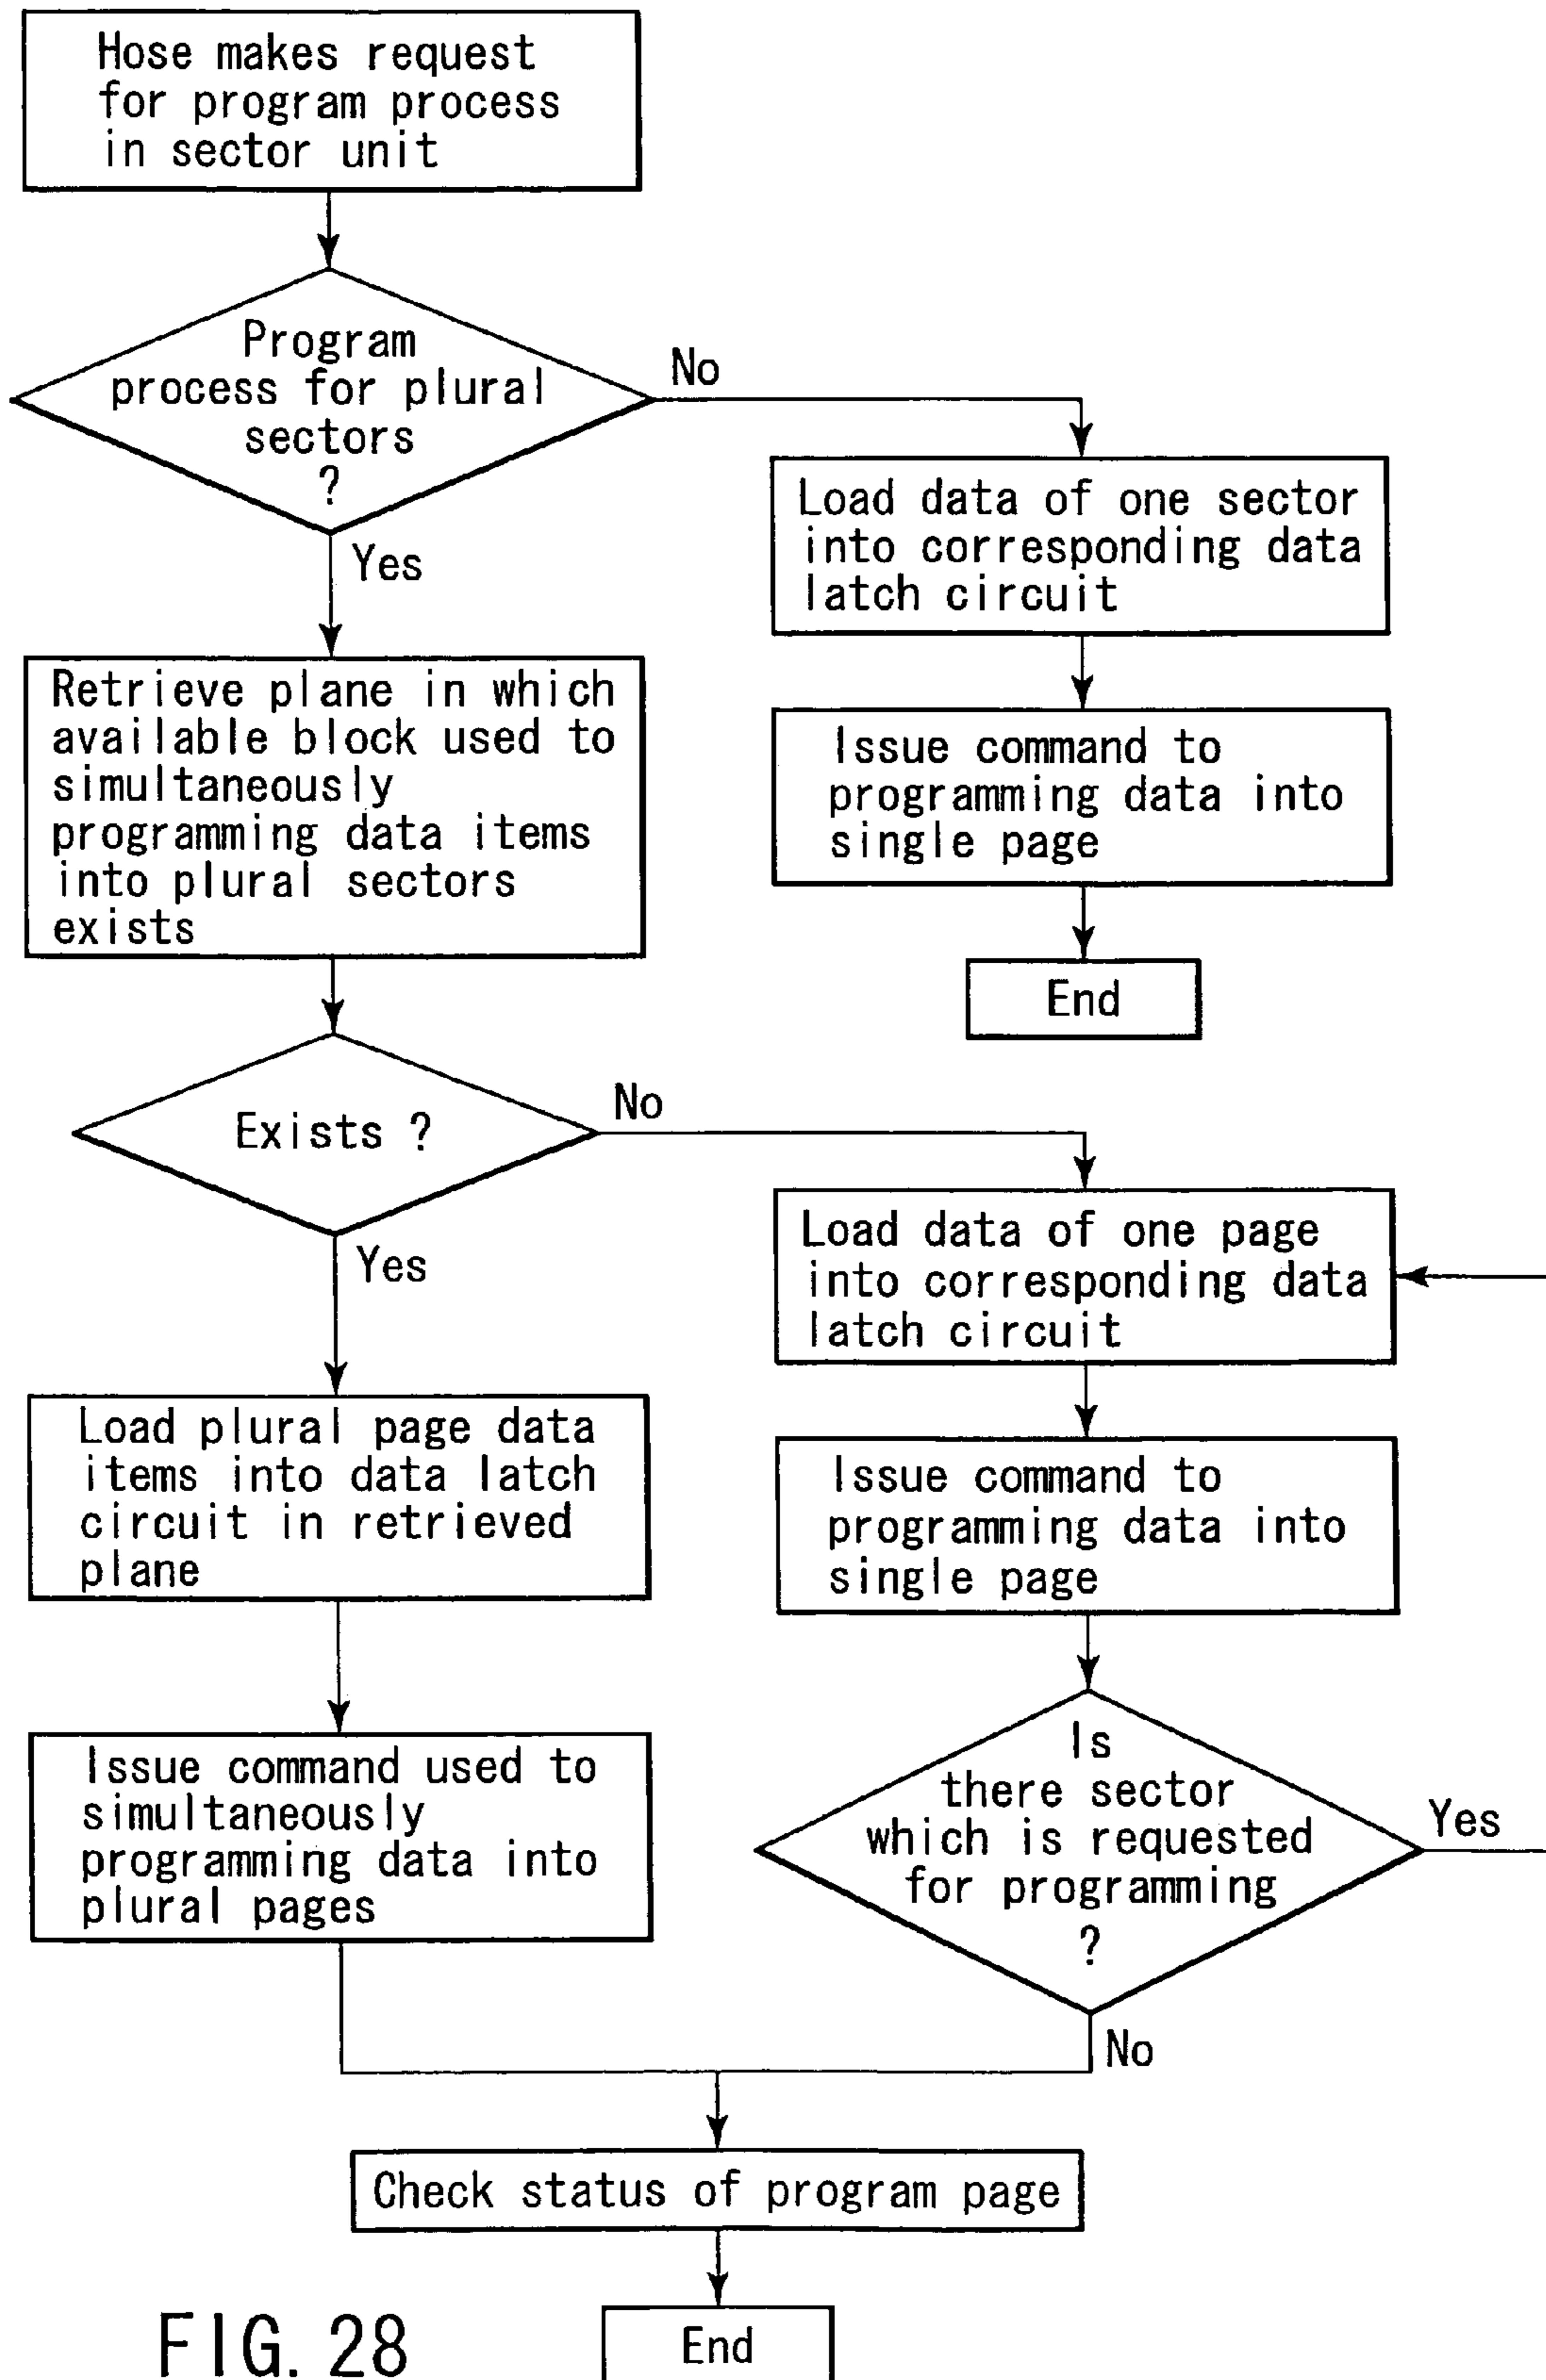 Hose makes request
for program process
in sector unit
Program
process for plural
sectors
?
No
Yes
Load data of one sector
into corresponding data
latch circuit
Issue command to
programming data into
single page
End
Retrieve plane in which
available block used to
simultaneously
programming data items
into plural sectors
exists
Exists ?
No
Yes
Load data of one page
into corresponding data
latch circuit
Issue command to
programming data into
single page
Is
there sector
which is requested
for programming
?
Yes
No
Load plural page data
items into data latch
circuit in retrieved
plane
Issue command used to
simultaneously
programming data into
plural pages
Check status of program page
End
FIG. 28